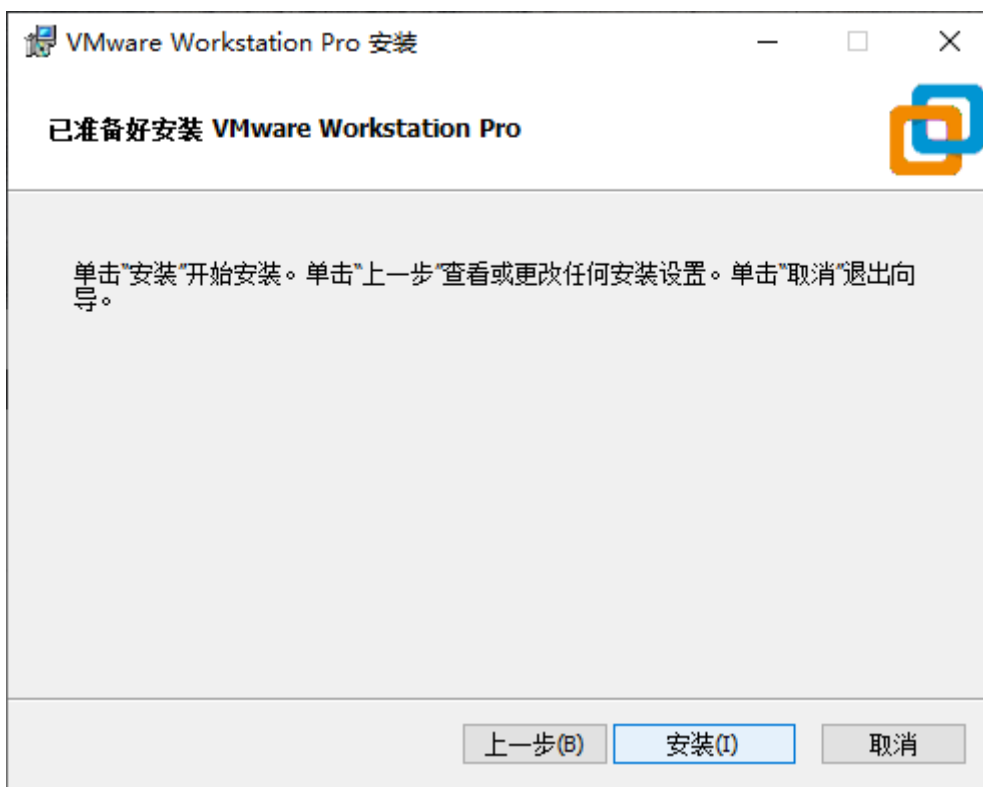 VMware Workstation Pro 安装
已准备好安装 VMware Workstation Pro
单击"安装"开始安装。单击"上一步"查看或更改任何安装设置。单击"取消"退出向
导。
上一步(B) 安装(I) 取消